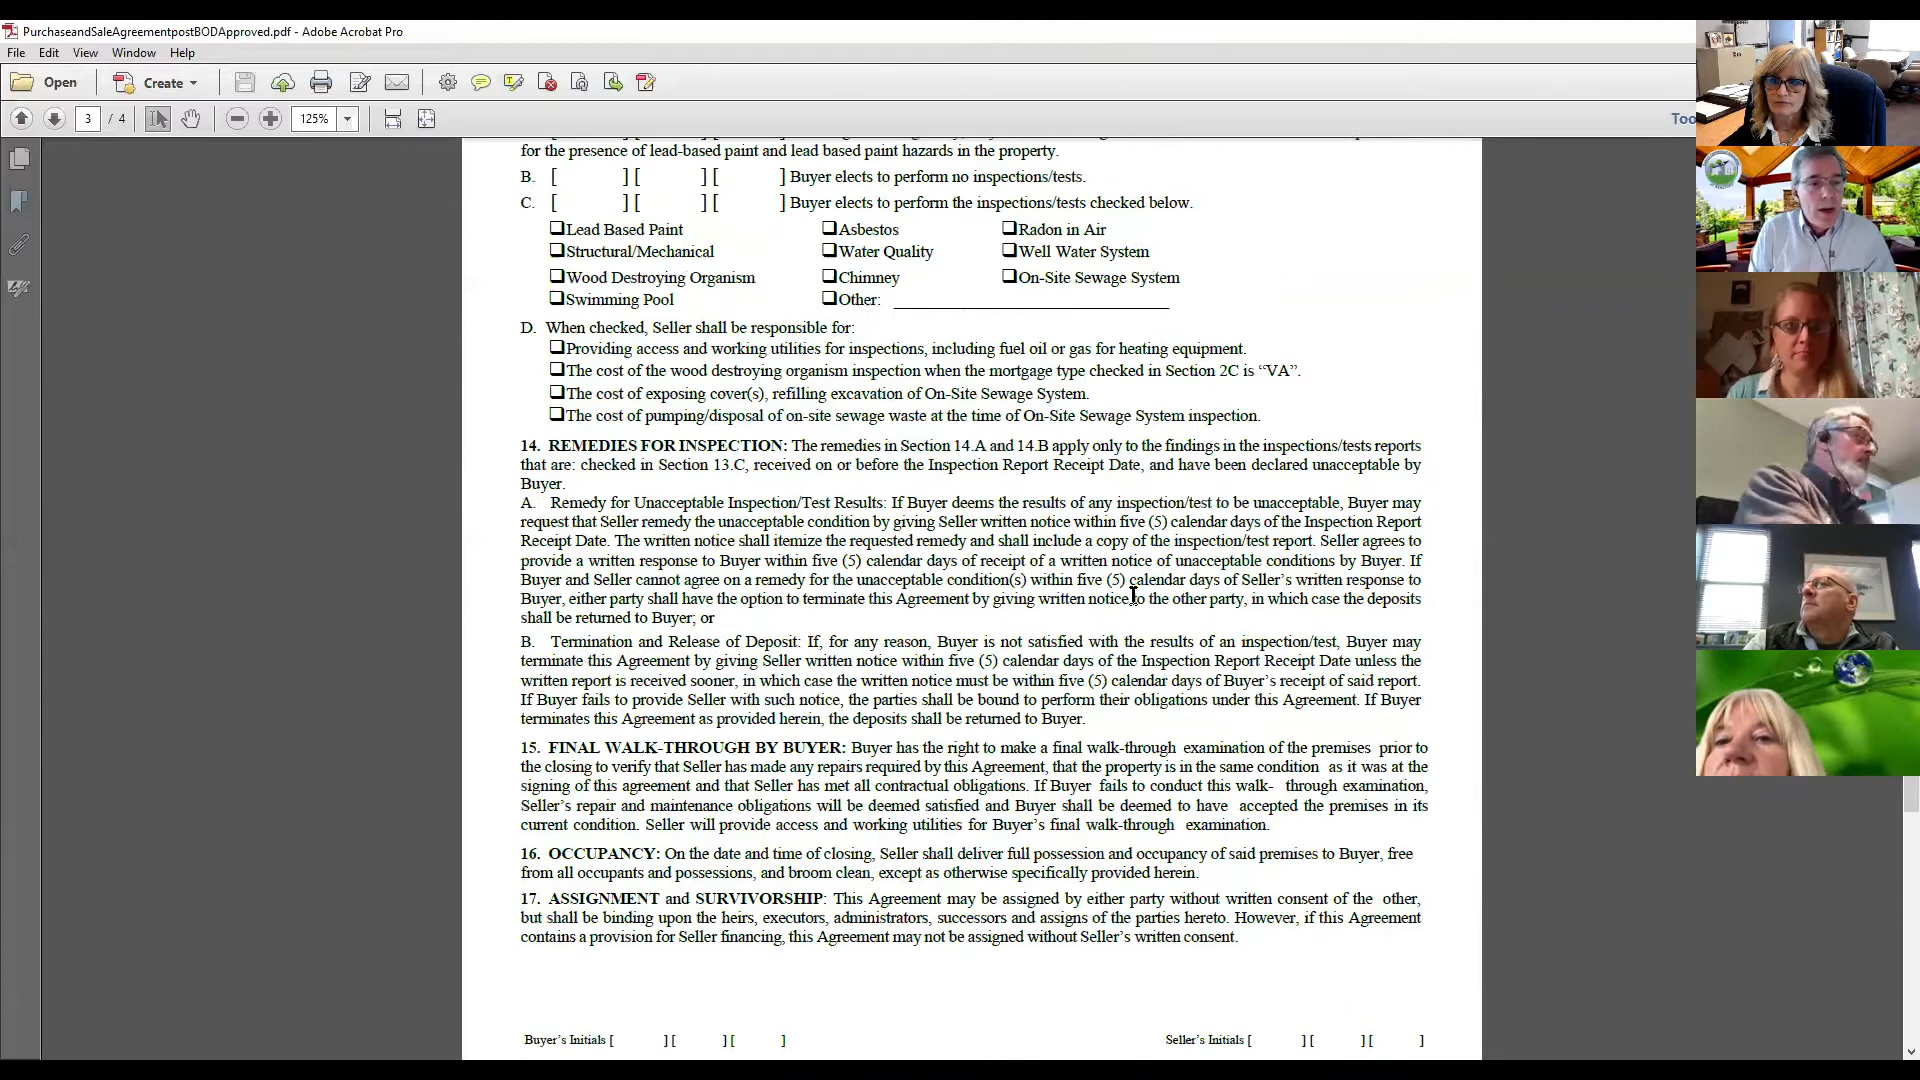 PurchaseandSaleAgreementpostBODApproved.pdf - Adobe Acrobat Pro
File Edit View Window Help
Open Create
3 / 4 125% Too
for the presence of lead-based paint and lead based paint hazards in the property.
B. [ ] [ ] [ ] Buyer elects to perform no inspections/tests.
C. [ ] [ ] [ ] Buyer elects to perform the inspections/tests checked below.
❑Lead Based Paint ❑Asbestos ❑Radon in Air
❑Structural/Mechanical ❑Water Quality ❑Well Water System
❑Wood Destroying Organism ❑Chimney ❑On-Site Sewage System
❑Swimming Pool ❑Other: ______________________________
D. When checked, Seller shall be responsible for:
❑Providing access and working utilities for inspections, including fuel oil or gas for heating equipment.
❑The cost of the wood destroying organism inspection when the mortgage type checked in Section 2C is “VA”.
❑The cost of exposing cover(s), refilling excavation of On-Site Sewage System.
❑The cost of pumping/disposal of on-site sewage waste at the time of On-Site Sewage System inspection.
14. REMEDIES FOR INSPECTION: The remedies in Section 14.A and 14.B apply only to the findings in the inspections/tests reports
that are: checked in Section 13.C, received on or before the Inspection Report Receipt Date, and have been declared unacceptable by
Buyer.
A. Remedy for Unacceptable Inspection/Test Results: If Buyer deems the results of any inspection/test to be unacceptable, Buyer may
request that Seller remedy the unacceptable condition by giving Seller written notice within five (5) calendar days of the Inspection Report
Receipt Date. The written notice shall itemize the requested remedy and shall include a copy of the inspection/test report. Seller agrees to
provide a written response to Buyer within five (5) calendar days of receipt of a written notice of unacceptable conditions by Buyer. If
Buyer and Seller cannot agree on a remedy for the unacceptable condition(s) within five (5) calendar days of Seller’s written response to
Buyer, either party shall have the option to terminate this Agreement by giving written notice to the other party, in which case the deposits
shall be returned to Buyer; or
B. Termination and Release of Deposit: If, for any reason, Buyer is not satisfied with the results of an inspection/test, Buyer may
terminate this Agreement by giving Seller written notice within five (5) calendar days of the Inspection Report Receipt Date unless the
written report is received sooner, in which case the written notice must be within five (5) calendar days of Buyer’s receipt of said report.
If Buyer fails to provide Seller with such notice, the parties shall be bound to perform their obligations under this Agreement. If Buyer
terminates this Agreement as provided herein, the deposits shall be returned to Buyer.
15. FINAL WALK-THROUGH BY BUYER: Buyer has the right to make a final walk-through examination of the premises prior to
the closing to verify that Seller has made any repairs required by this Agreement, that the property is in the same condition as it was at the
signing of this agreement and that Seller has met all contractual obligations. If Buyer fails to conduct this walk- through examination,
Seller’s repair and maintenance obligations will be deemed satisfied and Buyer shall be deemed to have accepted the premises in its
current condition. Seller will provide access and working utilities for Buyer’s final walk-through examination.
16. OCCUPANCY: On the date and time of closing, Seller shall deliver full possession and occupancy of said premises to Buyer, free
from all occupants and possessions, and broom clean, except as otherwise specifically provided herein.
17. ASSIGNMENT and SURVIVORSHIP: This Agreement may be assigned by either party without written consent of the other,
but shall be binding upon the heirs, executors, administrators, successors and assigns of the parties hereto. However, if this Agreement
contains a provision for Seller financing, this Agreement may not be assigned without Seller’s written consent.
Buyer’s Initials [ ] [ ] [ ] Seller’s Initials [ ] [ ] [ ]